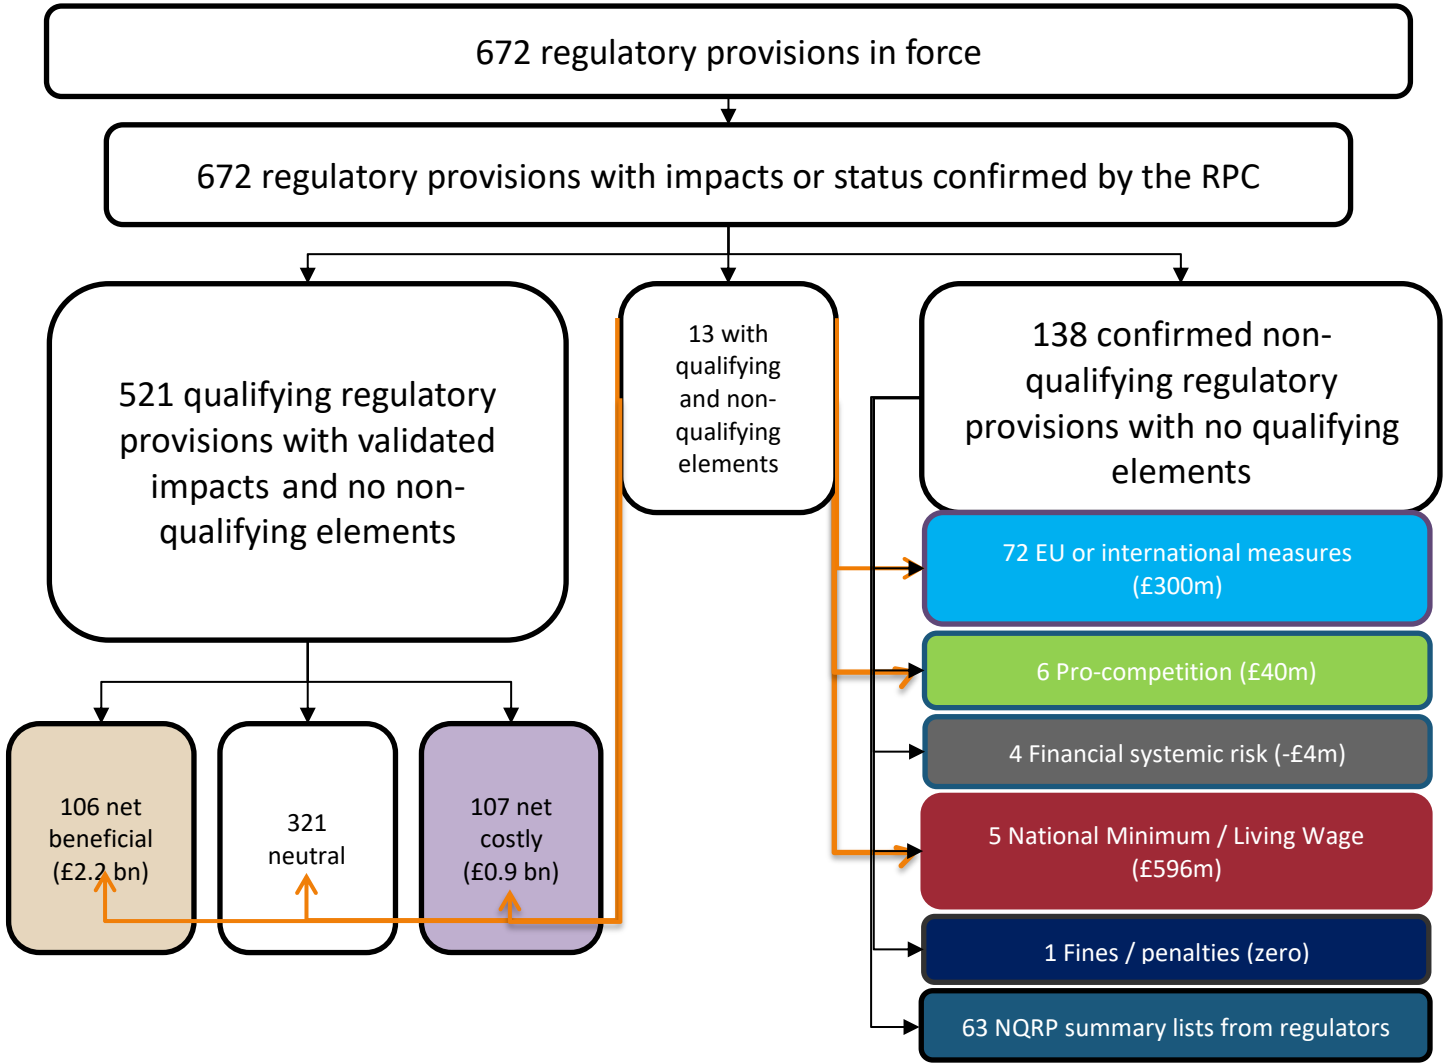 672 regulatory provisions in force
672 regulatory provisions with impacts or status confirmed by the RPC
521 qualifying regulatory
provisions with validated
impacts and no non-
qualifying elements
13 with
qualifying
and non-
qualifying
elements
138 confirmed non-
qualifying regulatory
provisions with no qualifying
elements
72 EU or international measures
(£300m)
6 Pro-competition (£40m)
4 Financial systemic risk (-£4m)
5 National Minimum / Living Wage
(£596m)
1 Fines / penalties (zero)
63 NQRP summary lists from regulators
106 net
beneficial
(£2.2 bn)
321
neutral
107 net
costly
(£0.9 bn)